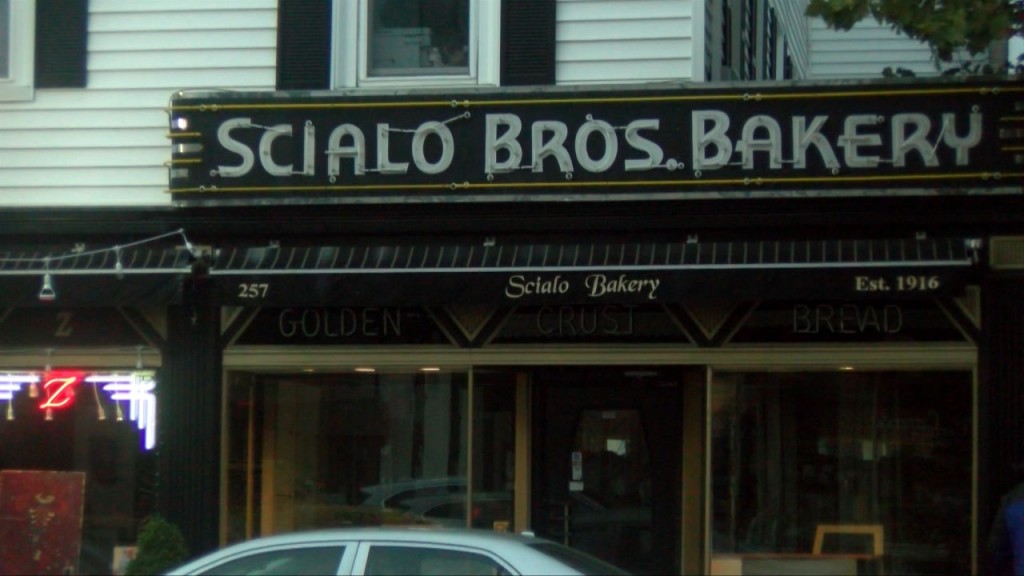 SCIALO BROS. BAKERY
257 Scialo Bakery Est. 1916
Z GOLDEN CRUST BREAD
Z